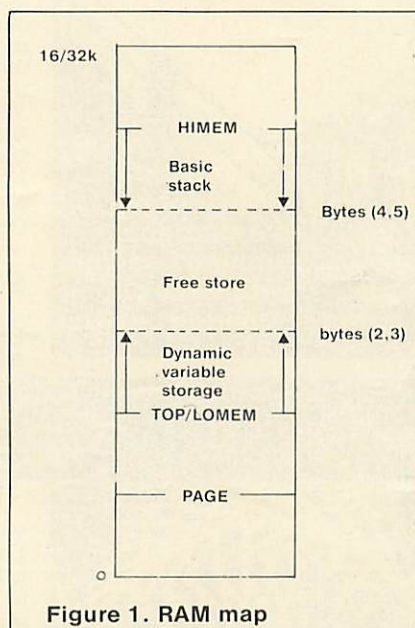 16/32k
HIMEM
Basic
stack
Bytes (4,5)
Free store
bytes (2,3)
Dynamic
variable
storage
TOP/LOMEM
PAGE
0
Figure 1. RAM map